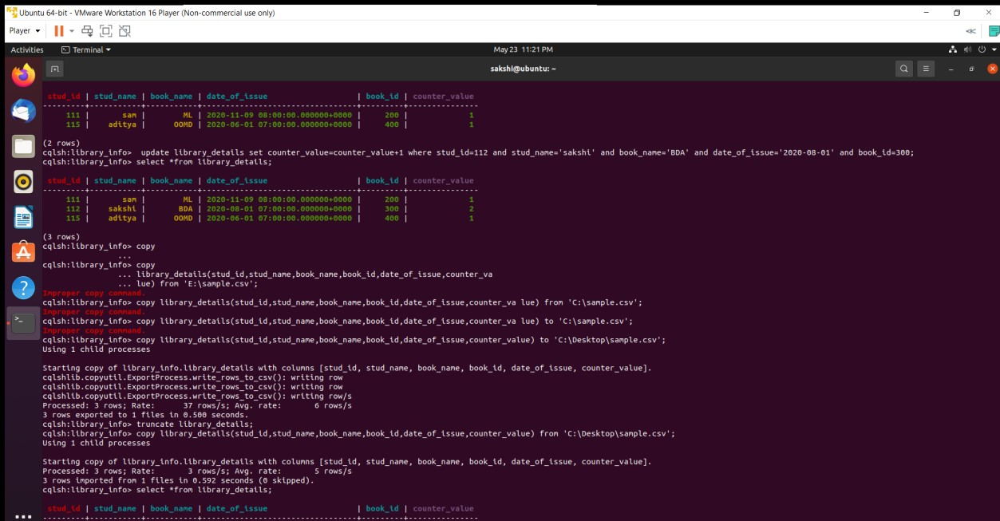 Ubuntu 64-bit - VMware Workstation 16 Player (Non-commercial use only)
Player
Activities Terminal May 23 11:21 PM
sakshi@ubuntu: ~
stud_id | stud_name | book_name | date_of_issue | book_id | counter_value
---------+-----------+-----------+---------------------------------+---------+---------------
111 | sam | ML | 2020-11-09 08:00:00.000000+0000 | 200 | 1
115 | aditya | OOMD | 2020-06-01 07:00:00.000000+0000 | 400 | 1
(2 rows)
cqlsh:library_info>  update library_details set counter_value=counter_value+1 where stud_id=112 and stud_name='sakshi' and book_name='BDA' and date_of_issue='2020-08-01' and book_id=300;
cqlsh:library_info> select *from library_details;
stud_id | stud_name | book_name | date_of_issue | book_id | counter_value
---------+-----------+-----------+---------------------------------+---------+---------------
111 | sam | ML | 2020-11-09 08:00:00.000000+0000 | 200 | 1
112 | sakshi | BDA | 2020-08-01 07:00:00.000000+0000 | 300 | 2
115 | aditya | OOMD | 2020-06-01 07:00:00.000000+0000 | 400 | 1
(3 rows)
cqlsh:library_info> copy
...
cqlsh:library_info> copy
... library_details(stud_id,stud_name,book_name,book_id,date_of_issue,counter_va
... lue) from 'E:\sample.csv';
Improper copy command.
cqlsh:library_info> copy library_details(stud_id,stud_name,book_name,book_id,date_of_issue,counter_va lue) from 'C:\sample.csv';
Improper copy command.
cqlsh:library_info> copy library_details(stud_id,stud_name,book_name,book_id,date_of_issue,counter_va lue) to 'C:\sample.csv';
Improper copy command.
cqlsh:library_info> copy library_details(stud_id,stud_name,book_name,book_id,date_of_issue,counter_value) to 'C:\Desktop\sample.csv';
Using 1 child processes
Starting copy of library_info.library_details with columns [stud_id, stud_name, book_name, book_id, date_of_issue, counter_value].
cqlshlib.copyutil.ExportProcess.write_rows_to_csv(): writing row
cqlshlib.copyutil.ExportProcess.write_rows_to_csv(): writing row
cqlshlib.copyutil.ExportProcess.write_rows_to_csv(): writing row/s
Processed: 3 rows; Rate: 37 rows/s; Avg. rate: 6 rows/s
3 rows exported to 1 files in 0.500 seconds.
cqlsh:library_info> truncate library_details;
cqlsh:library_info> copy library_details(stud_id,stud_name,book_name,book_id,date_of_issue,counter_value) from 'C:\Desktop\sample.csv';
Using 1 child processes
Starting copy of library_info.library_details with columns [stud_id, stud_name, book_name, book_id, date_of_issue, counter_value].
Processed: 3 rows; Rate: 3 rows/s; Avg. rate: 5 rows/s
3 rows imported from 1 files in 0.592 seconds (0 skipped).
cqlsh:library_info> select *from library_details;
stud_id | stud_name | book_name | date_of_issue | book_id | counter_value
---------+-----------+-----------+---------------------------------+---------+---------------